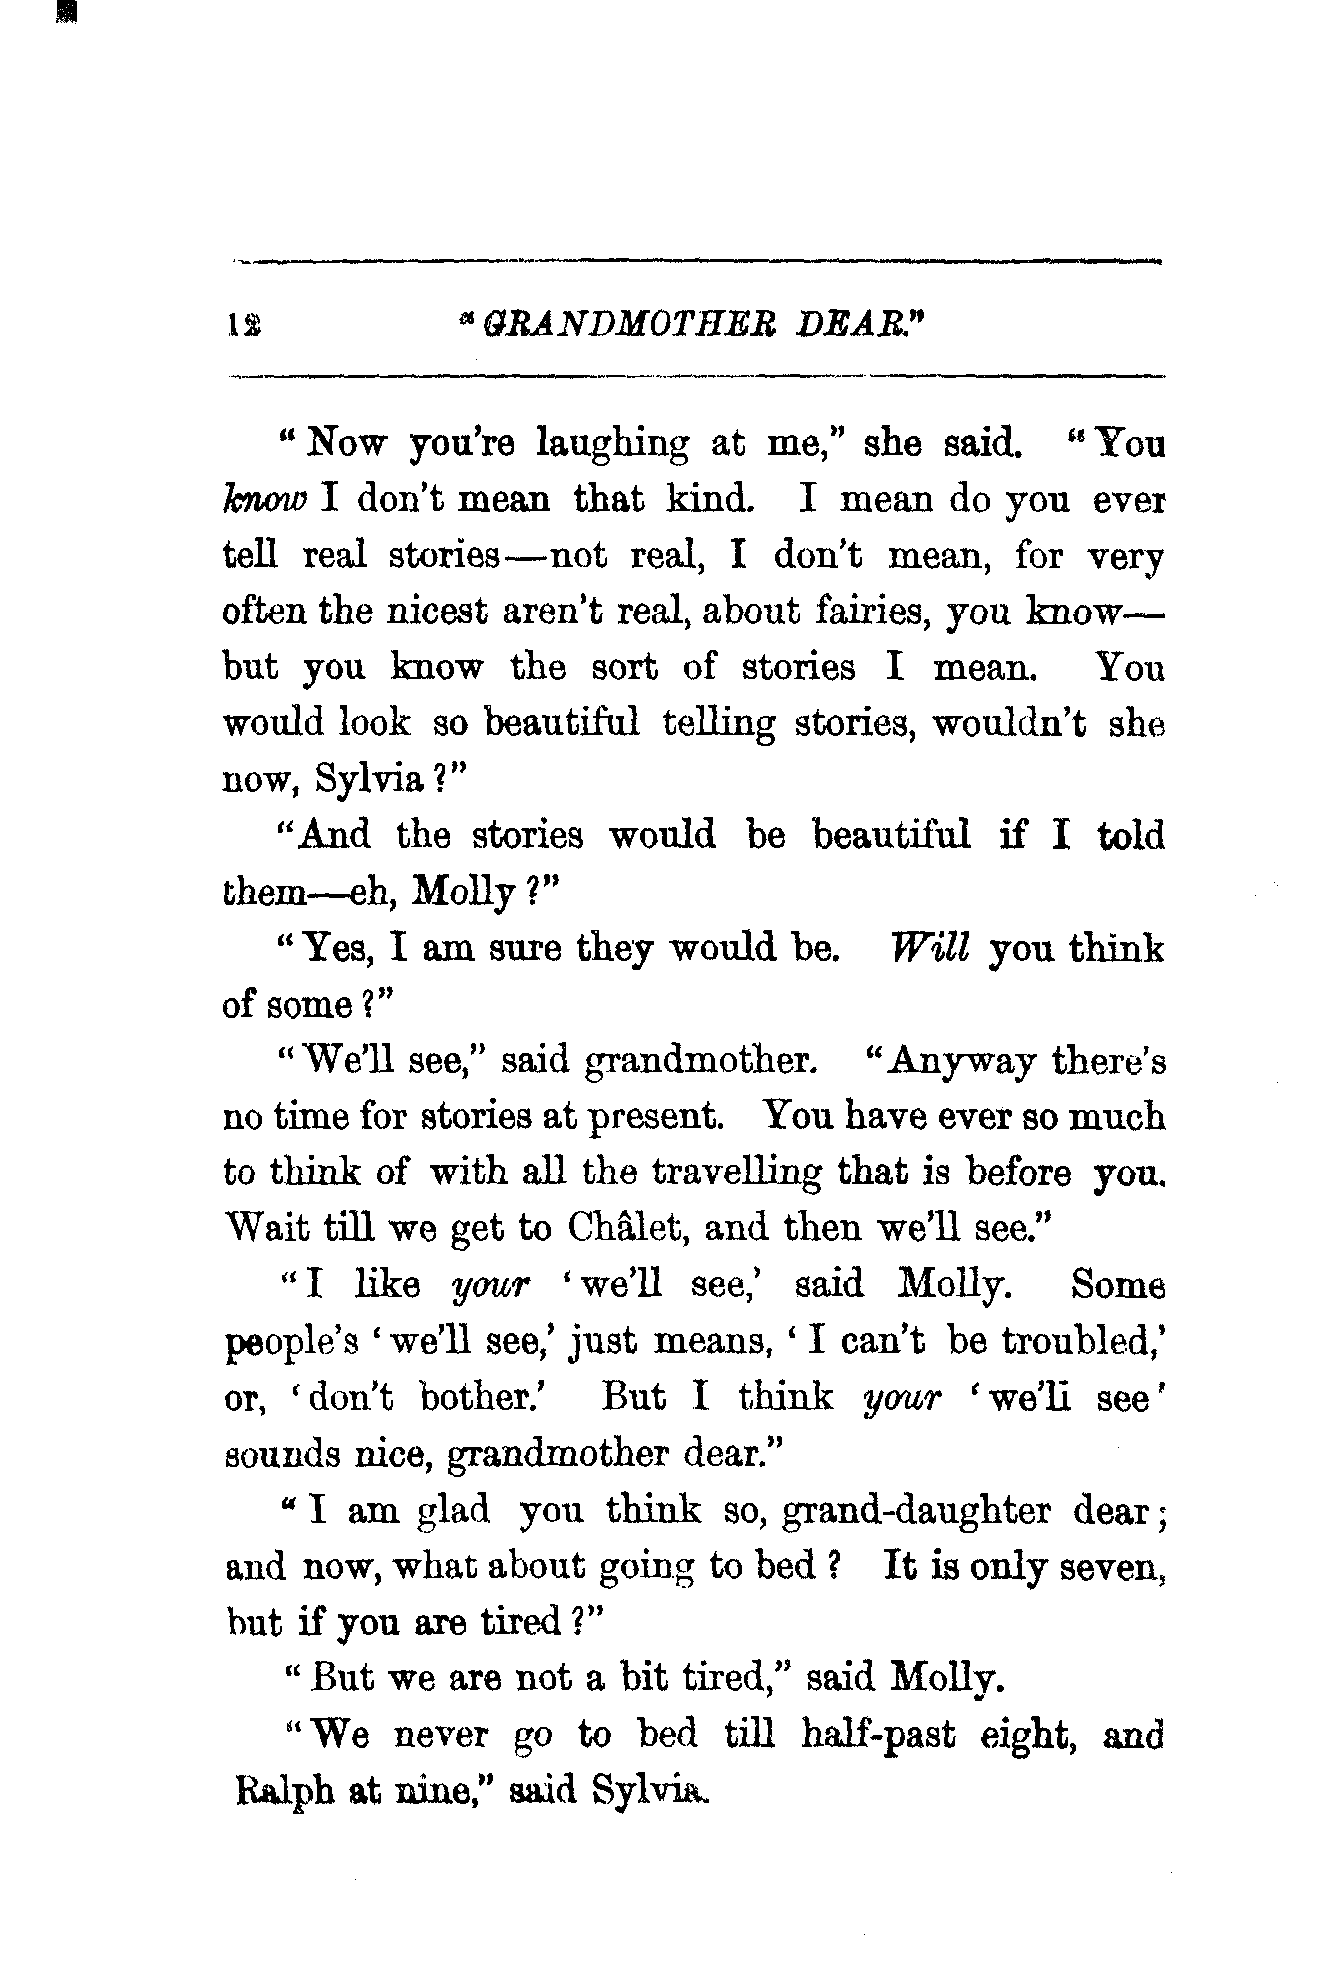 12 “GRANDMOTHER DEAR.”
“Now you're laughing at me,” she said. “You
know I don't mean that kind. I mean do you ever
tell real stories—not real, I don't mean, for very
often the nicest aren't real, about fairies, you know—
but you know the sort of stories I mean. You
would look so beautiful telling stories, wouldn't she
now, Sylvia?”
“And the stories would be beautiful if I told
them—eh, Molly?”
“Yes, I am sure they would be. Will you think
of some?”
“We'll see,” said grandmother. “Anyway there's
no time for stories at present. You have ever so much
to think of with all the travelling that is before you.
Wait till we get to Châlet, and then we'll see.”
“I like your ‘we'll see,’ said Molly. Some
people's ‘we'll see,’ just means, ‘I can't be troubled,’
or, ‘don't bother.’ But I think your ‘we'll see’
sounds nice, grandmother dear.”
“I am glad you think so, grand-daughter dear;
and now, what about going to bed? It is only seven,
but if you are tired?”
“But we are not a bit tired,” said Molly.
“We never go to bed till half-past eight, and
Ralph at nine,” said Sylvia.